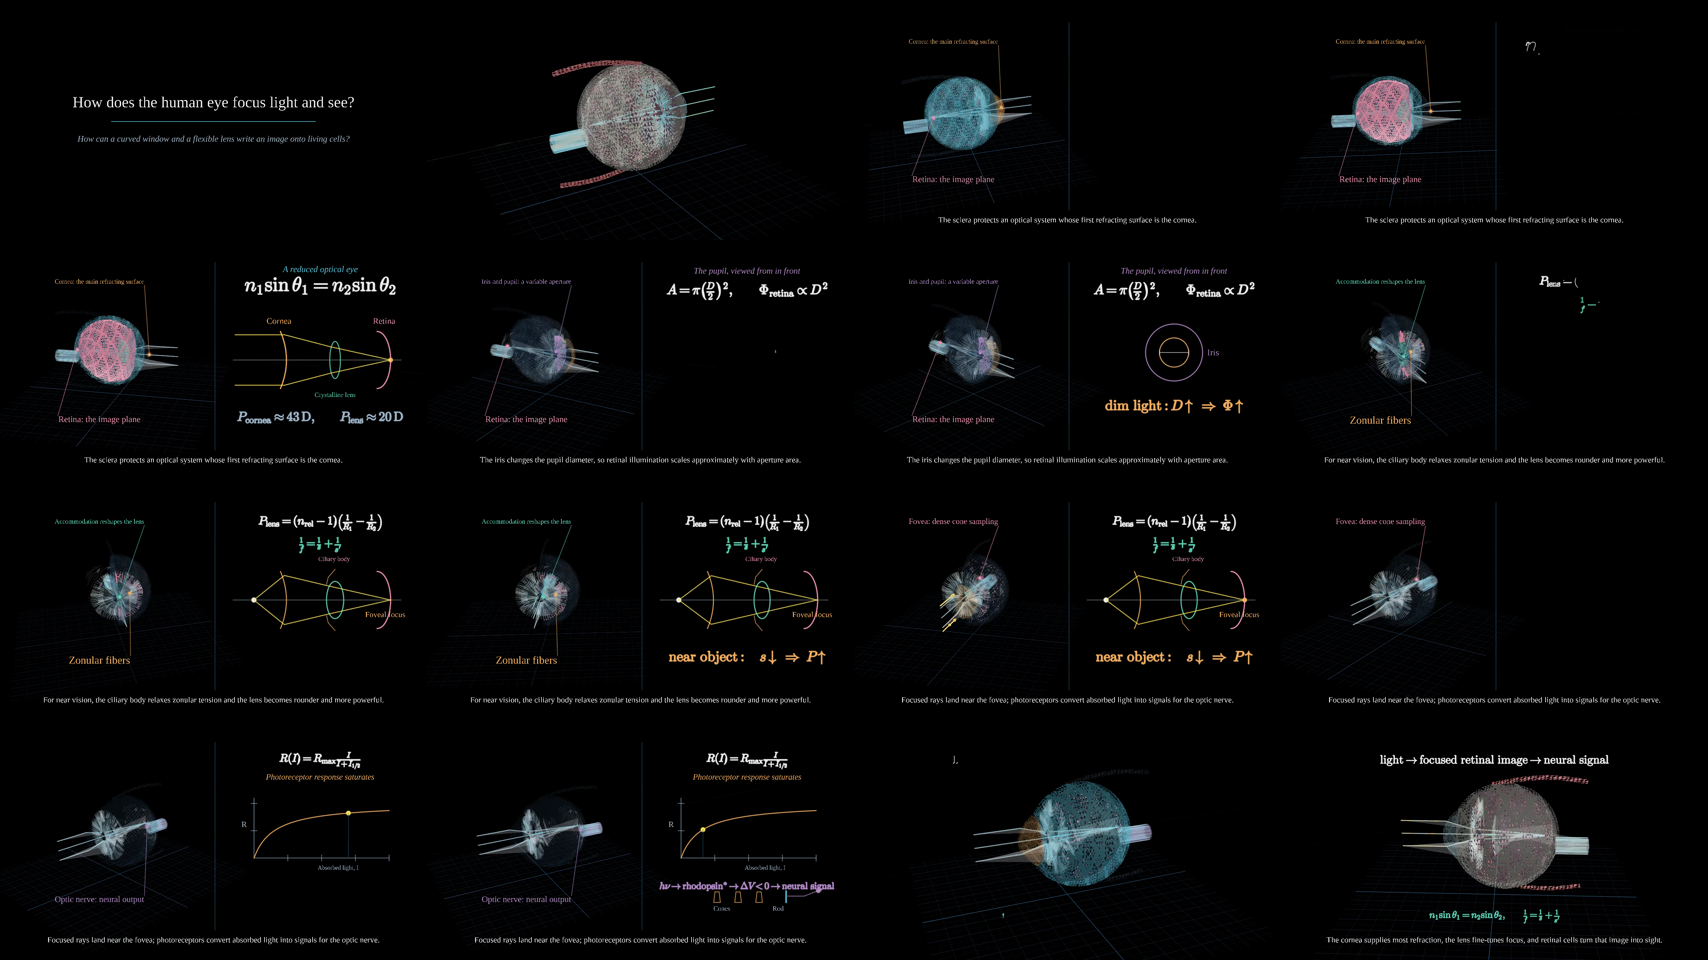 How does the human eye focus light and see?
How can a curved window and a flexible lens write an image onto living cells?
Cornea: the main refracting surface
Retina: the image plane
The sclera protects an optical system whose first refracting surface is the cornea.
Cornea: the main refracting surface
n
Retina: the image plane
The sclera protects an optical system whose first refracting surface is the cornea.
A reduced optical eye
n₁ sin θ₁ = n₂ sin θ₂
Cornea: the main refracting surface
Cornea
Retina
Crystalline lens
Retina: the image plane
P_cornea ≈ 43 D, P_lens ≈ 20 D
The sclera protects an optical system whose first refracting surface is the cornea.
The pupil, viewed from in front
Iris and pupil: a variable aperture
A = π(D/2)², Φ_retina ∝ D²
Retina: the image plane
The iris changes the pupil diameter, so retinal illumination scales approximately with aperture area.
The pupil, viewed from in front
Iris and pupil: a variable aperture
A = π(D/2)², Φ_retina ∝ D²
Iris
dim light: D↑ ⇒ Φ↑
Retina: the image plane
The iris changes the pupil diameter, so retinal illumination scales approximately with aperture area.
Accommodation reshapes the lens
P_lens = (
1/f =
Zonular fibers
For near vision, the ciliary body relaxes zonular tension and the lens becomes rounder and more powerful.
Accommodation reshapes the lens
P_lens = (n_rel − 1)(1/R₁ − 1/R₂)
1/f = 1/s + 1/s′
Ciliary body
Foveal focus
Zonular fibers
For near vision, the ciliary body relaxes zonular tension and the lens becomes rounder and more powerful.
Accommodation reshapes the lens
P_lens = (n_rel − 1)(1/R₁ − 1/R₂)
1/f = 1/s + 1/s′
Ciliary body
Foveal focus
Zonular fibers
near object: s↓ ⇒ P↑
For near vision, the ciliary body relaxes zonular tension and the lens becomes rounder and more powerful.
Fovea: dense cone sampling
P_lens = (n_rel − 1)(1/R₁ − 1/R₂)
1/f = 1/s + 1/s′
Ciliary body
Foveal focus
near object: s↓ ⇒ P↑
Focused rays land near the fovea; photoreceptors convert absorbed light into signals for the optic nerve.
Fovea: dense cone sampling
Focused rays land near the fovea; photoreceptors convert absorbed light into signals for the optic nerve.
R(I) = R_max I/(I + I_1/2)
Photoreceptor response saturates
R
Absorbed light, I
Optic nerve: neural output
Focused rays land near the fovea; photoreceptors convert absorbed light into signals for the optic nerve.
R(I) = R_max I/(I + I_1/2)
Photoreceptor response saturates
R
Absorbed light, I
hν → rhodopsin* → ΔV < 0 → neural signal
Optic nerve: neural output
Cones
Rod
Focused rays land near the fovea; photoreceptors convert absorbed light into signals for the optic nerve.
light → focused retinal image → neural signal
n₁ sin θ₁ = n₂ sin θ₂, 1/f = 1/s + 1/s′
The cornea supplies most refraction, the lens fine-tunes focus, and retinal cells turn that image into sight.